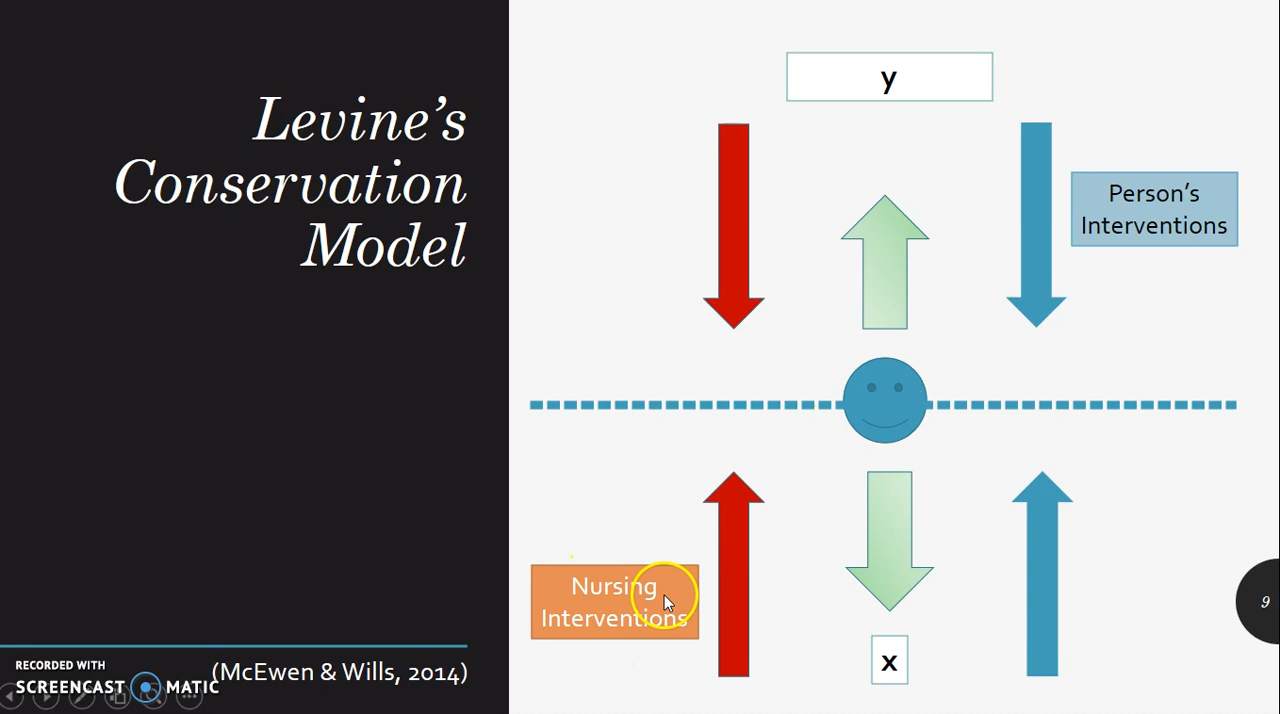 Levine’s
Conservation
Model
(McEwen & Wills, 2014)
RECORDED WITH
SCREENCAST MATIC
y
Person’s
Interventions
Nursing
Interventions
x
9